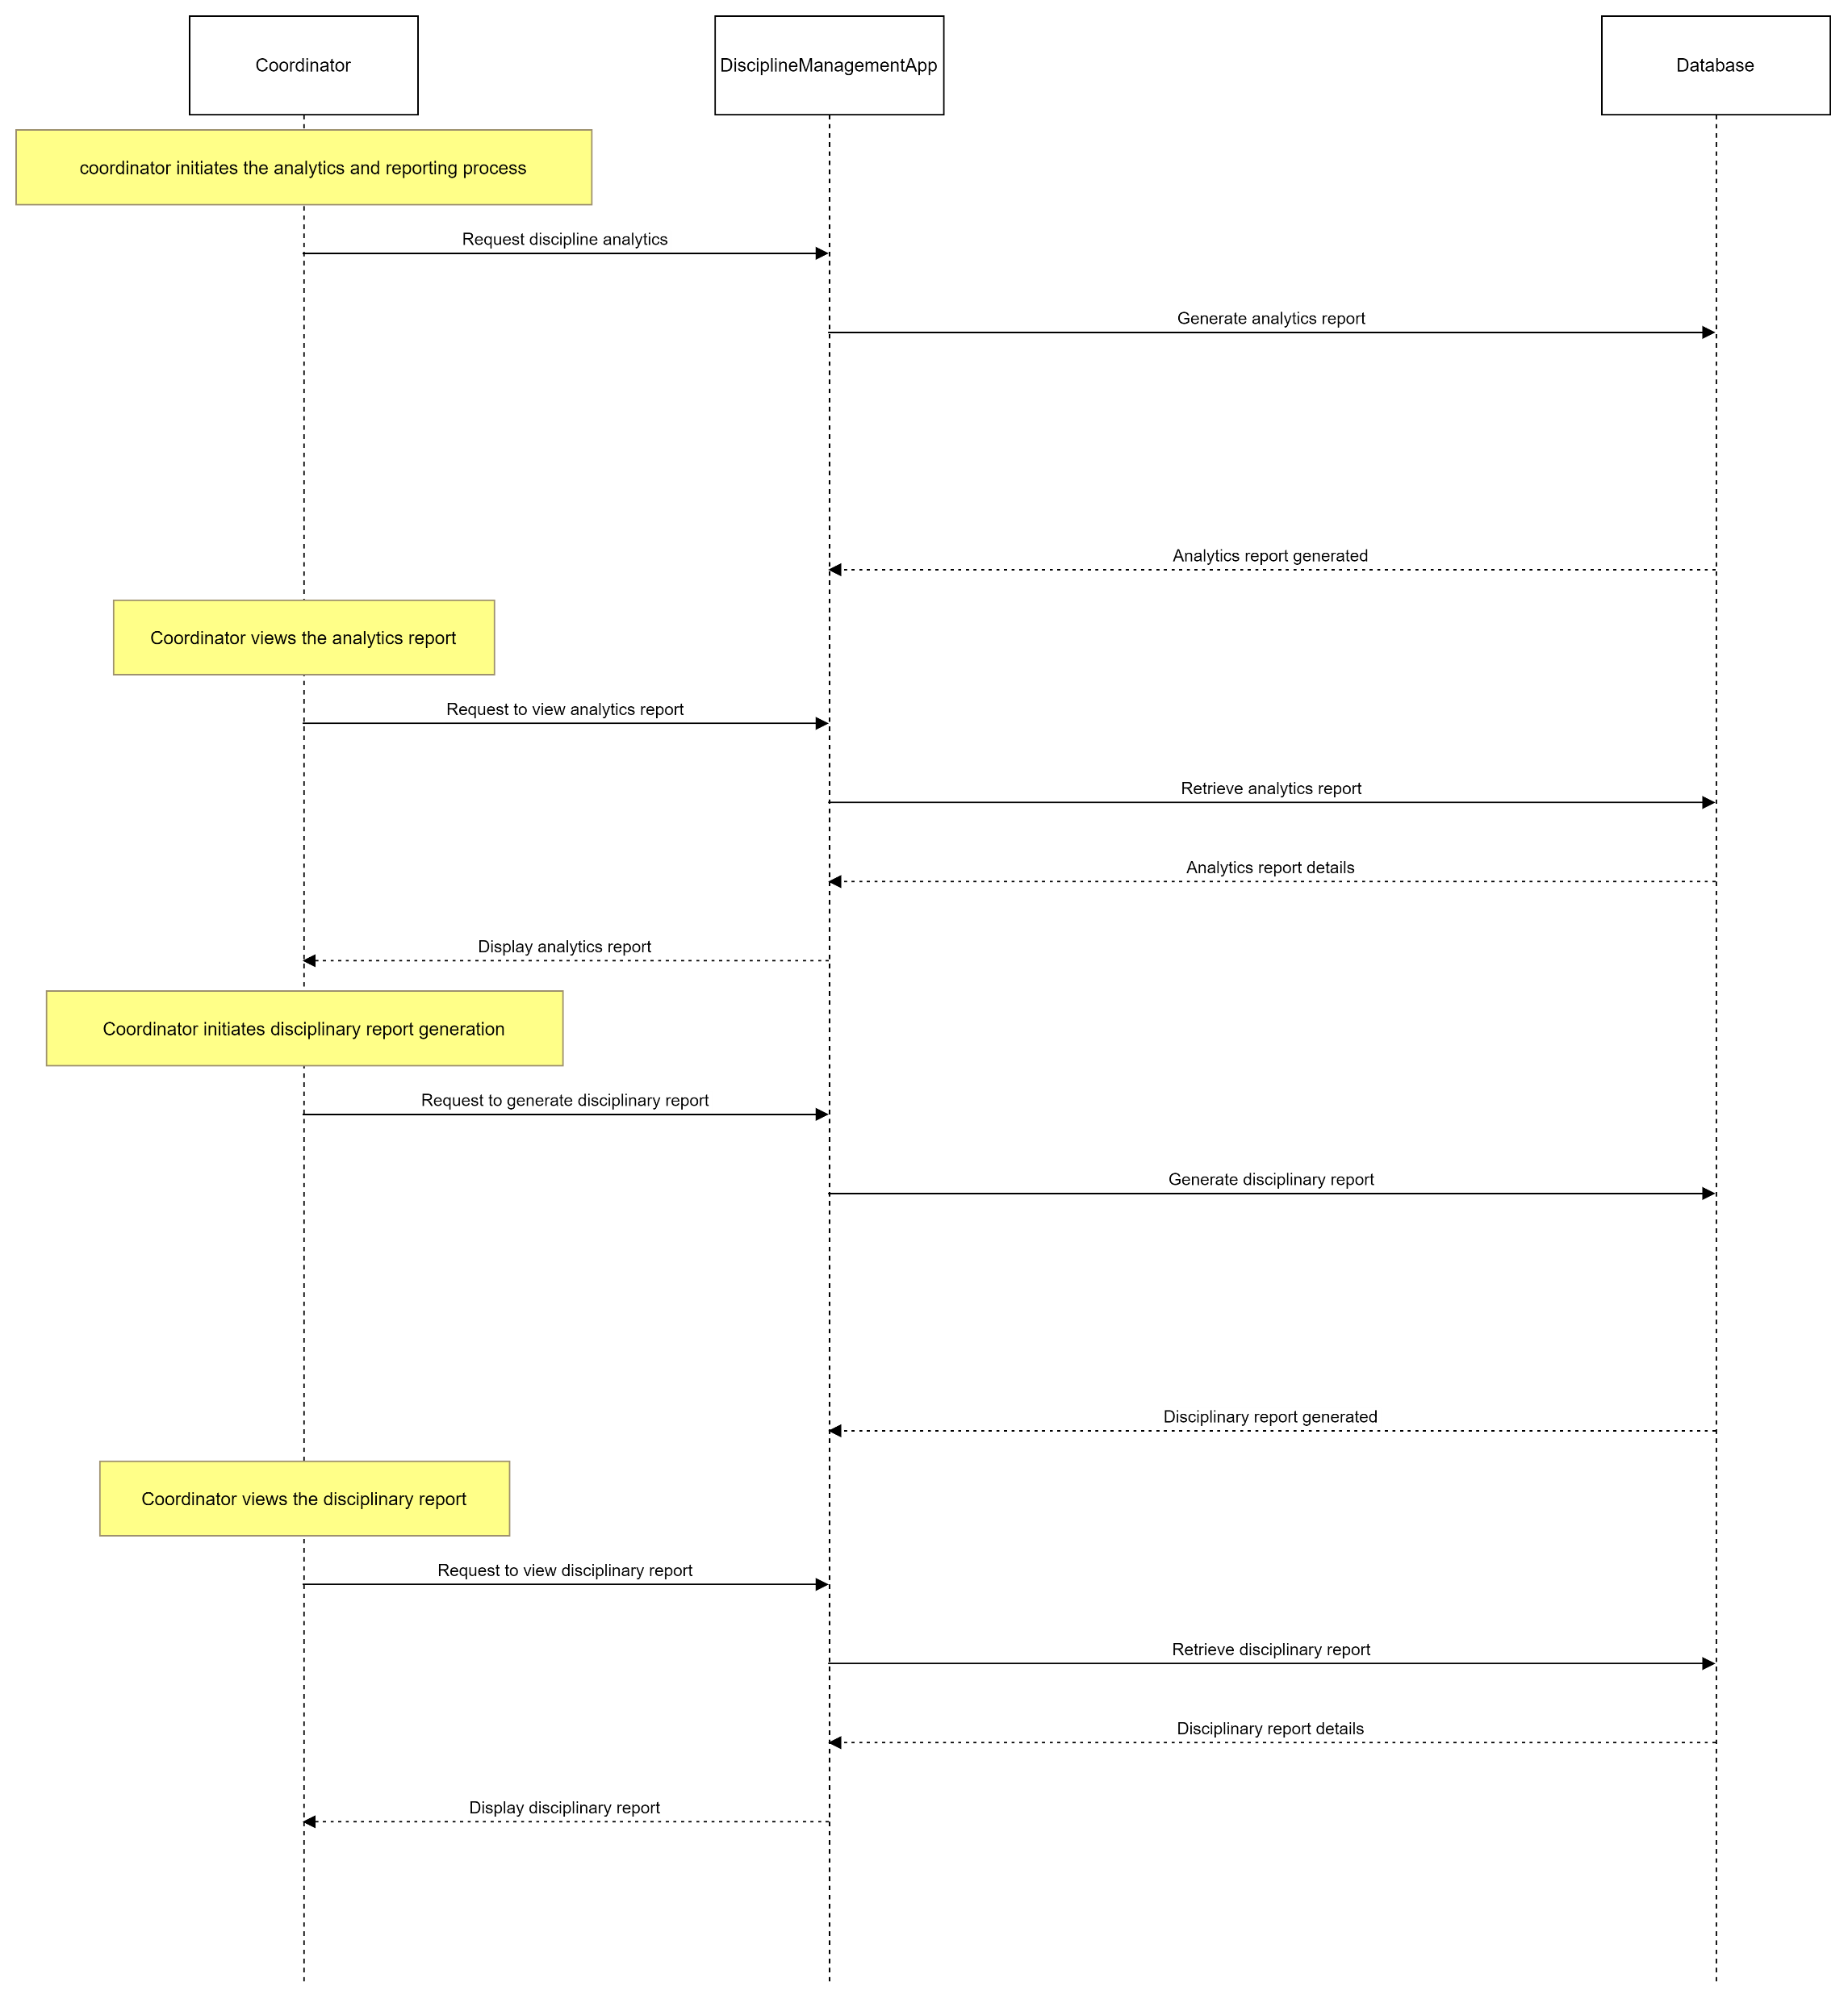 Coordinator
DisciplineManagementApp
Database
coordinator initiates the analytics and reporting process
Request discipline analytics
Generate analytics report
Analytics report generated
Coordinator views the analytics report
Request to view analytics report
Retrieve analytics report
Analytics report details
Display analytics report
Coordinator initiates disciplinary report generation
Request to generate disciplinary report
Generate disciplinary report
Disciplinary report generated
Coordinator views the disciplinary report
Request to view disciplinary report
Retrieve disciplinary report
Disciplinary report details
Display disciplinary report